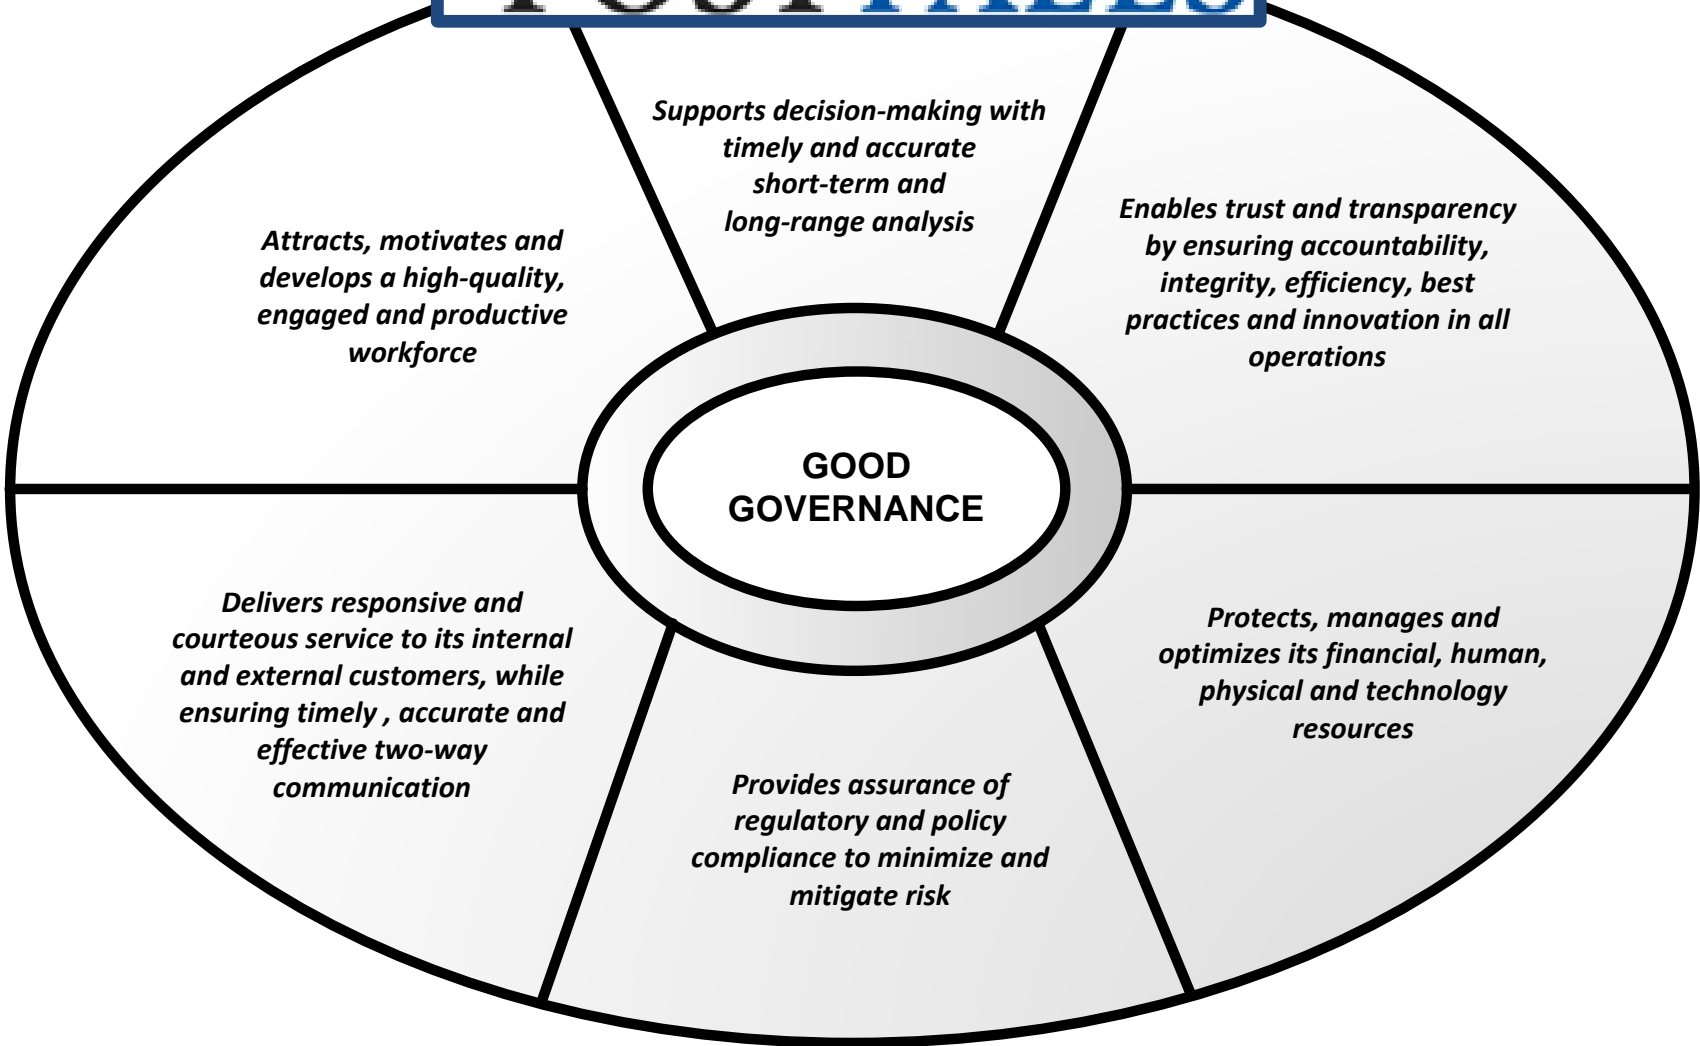 POST FALLS
Supports decision-making with
timely and accurate
short-term and
long-range analysis
Enables trust and transparency
by ensuring accountability,
integrity, efficiency, best
practices and innovation in all
operations
Attracts, motivates and
develops a high-quality,
engaged and productive
workforce
GOOD
GOVERNANCE
Delivers responsive and
courteous service to its internal
and external customers, while
ensuring timely , accurate and
effective two-way
communication
Protects, manages and
optimizes its financial, human,
physical and technology
resources
Provides assurance of
regulatory and policy
compliance to minimize and
mitigate risk